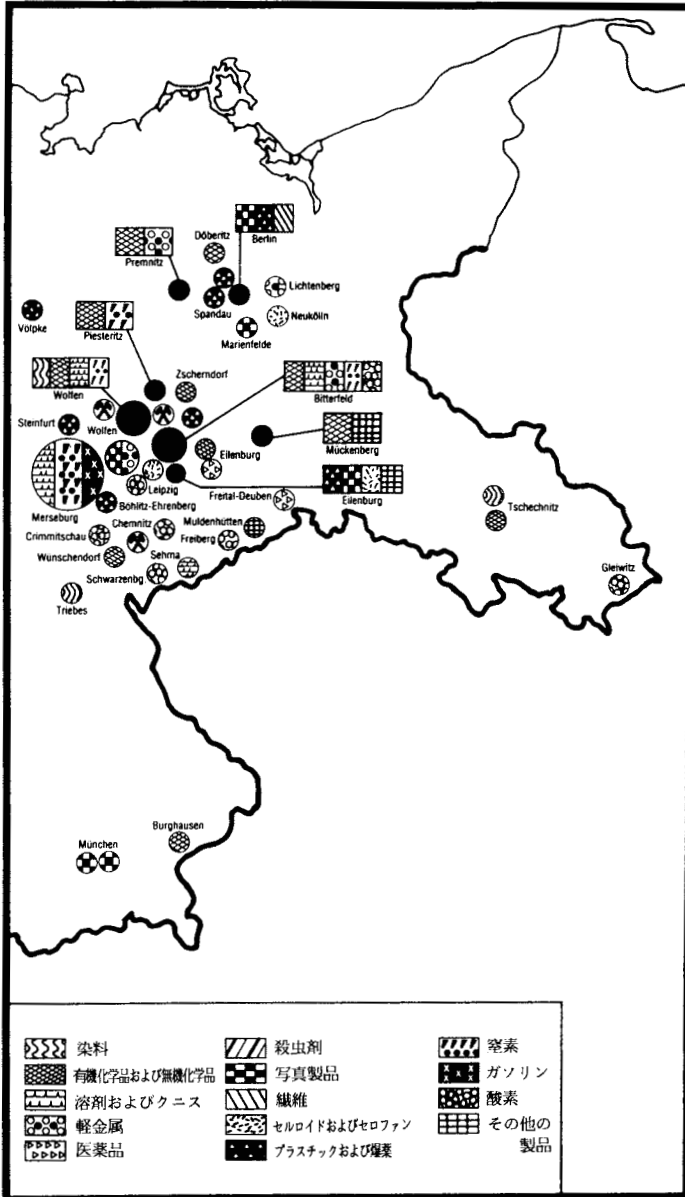 Döberitz
Berlin
Premnitz
Lichtenberg
Spandau
Neukölln
Völpke
Marienfelde
Piesteritz
Zscherndorf
Wolfen
Bitterfeld
Steinfurt
Wolfen
Mückenberg
Eilenburg
Leipzig
Freital-Deuben
Eilenburg
Merseburg
Böhlitz-Ehrenberg
Tschechnitz
Chemnitz
Muldenhütten
Crimmitschau
Freiberg
Wünschendorf
Sehma
Gleiwitz
Schwarzenbg.
Triebes
Burghausen
München
染料
有機化学品および無機化学品
溶剤およびワニス
軽金属
医薬品
殺虫剤
写真製品
繊維
セルロイドおよびセロファン
プラスチックおよび爆薬
窒素
ガソリン
酸素
その他の
製品